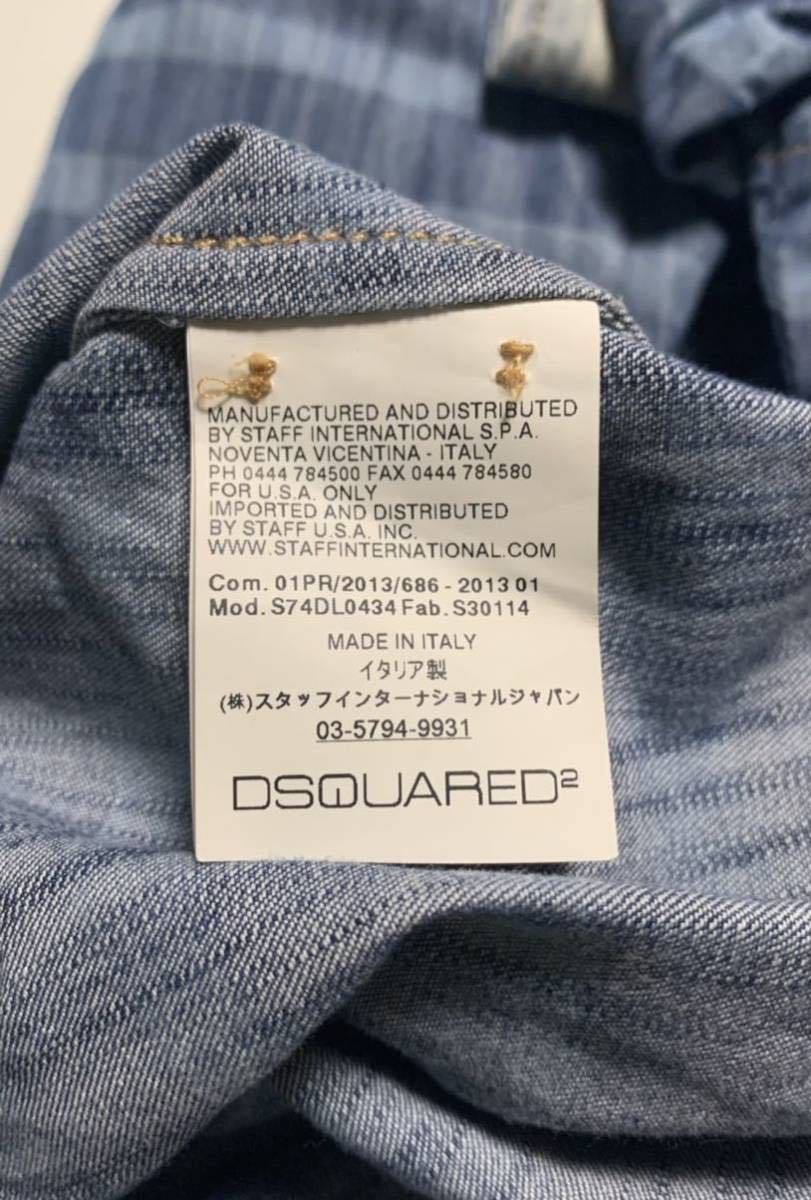 MANUFACTURED AND DISTRIBUTED
BY STAFF INTERNATIONAL S.P.A.
NOVENTA VICENTINA - ITALY
PH 0444 784500 FAX 0444 784580
FOR U.S.A. ONLY
IMPORTED AND DISTRIBUTED
BY STAFF U.S.A. INC.
WWW.STAFFINTERNATIONAL.COM
Com. 01PR/2013/686 - 2013 01
Mod. S74DL0434 Fab. S30114
MADE IN ITALY
イタリア製
(株)スタッフインターナショナルジャパン
03-5794-9931
DSQUARED²